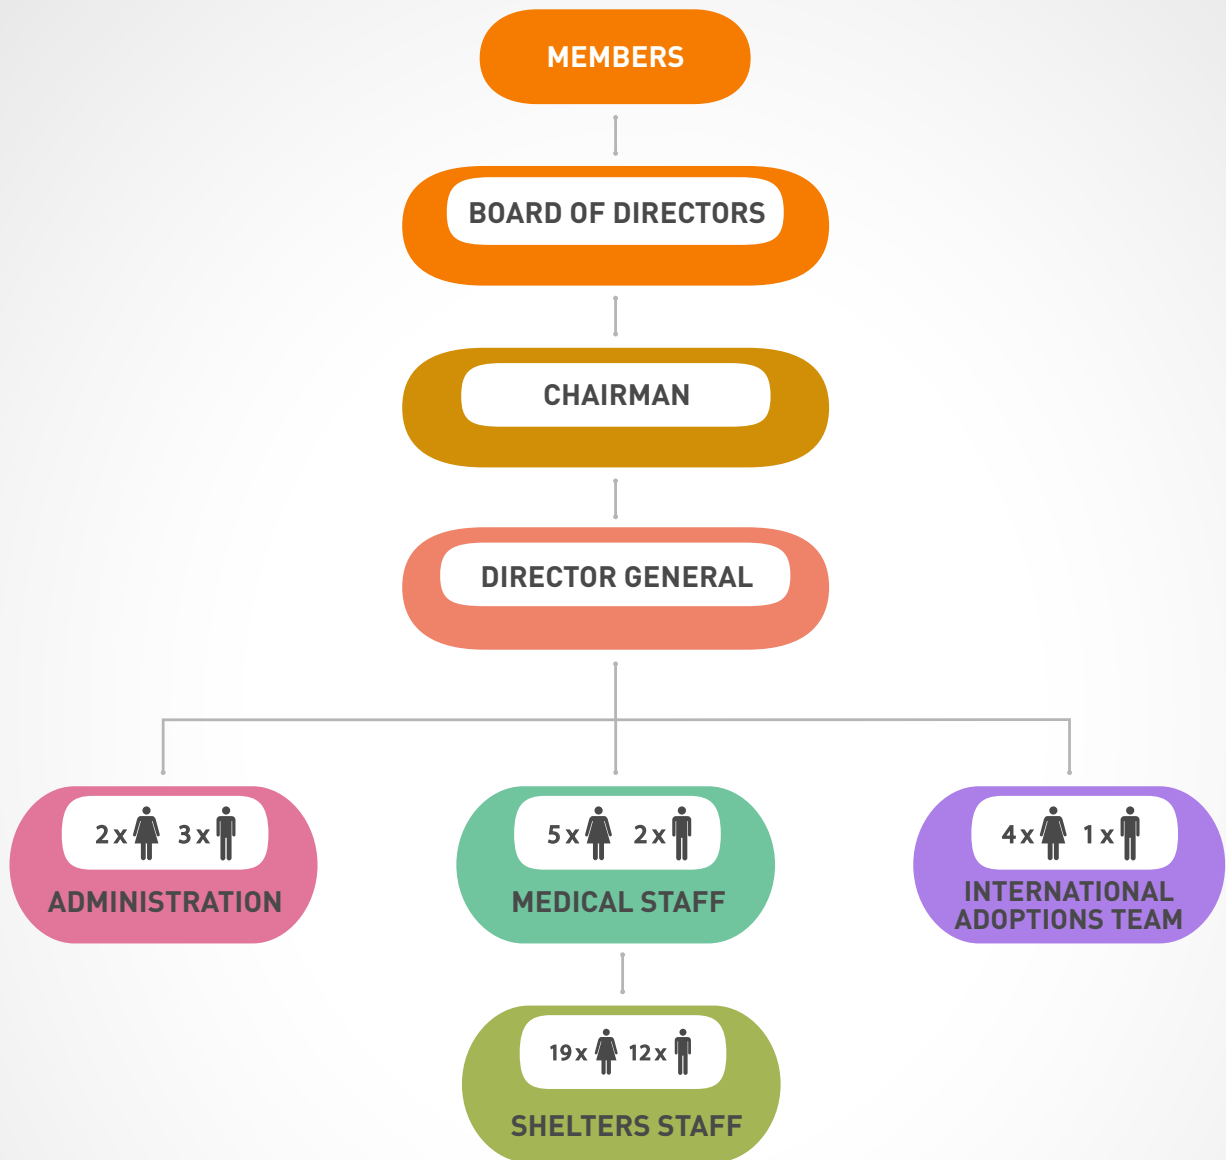 MEMBERS
BOARD OF DIRECTORS
CHAIRMAN
DIRECTOR GENERAL
2 x 3 x
ADMINISTRATION
5 x 2 x
MEDICAL STAFF
4 x 1 x
INTERNATIONAL
ADOPTIONS TEAM
19 x 12 x
SHELTERS STAFF